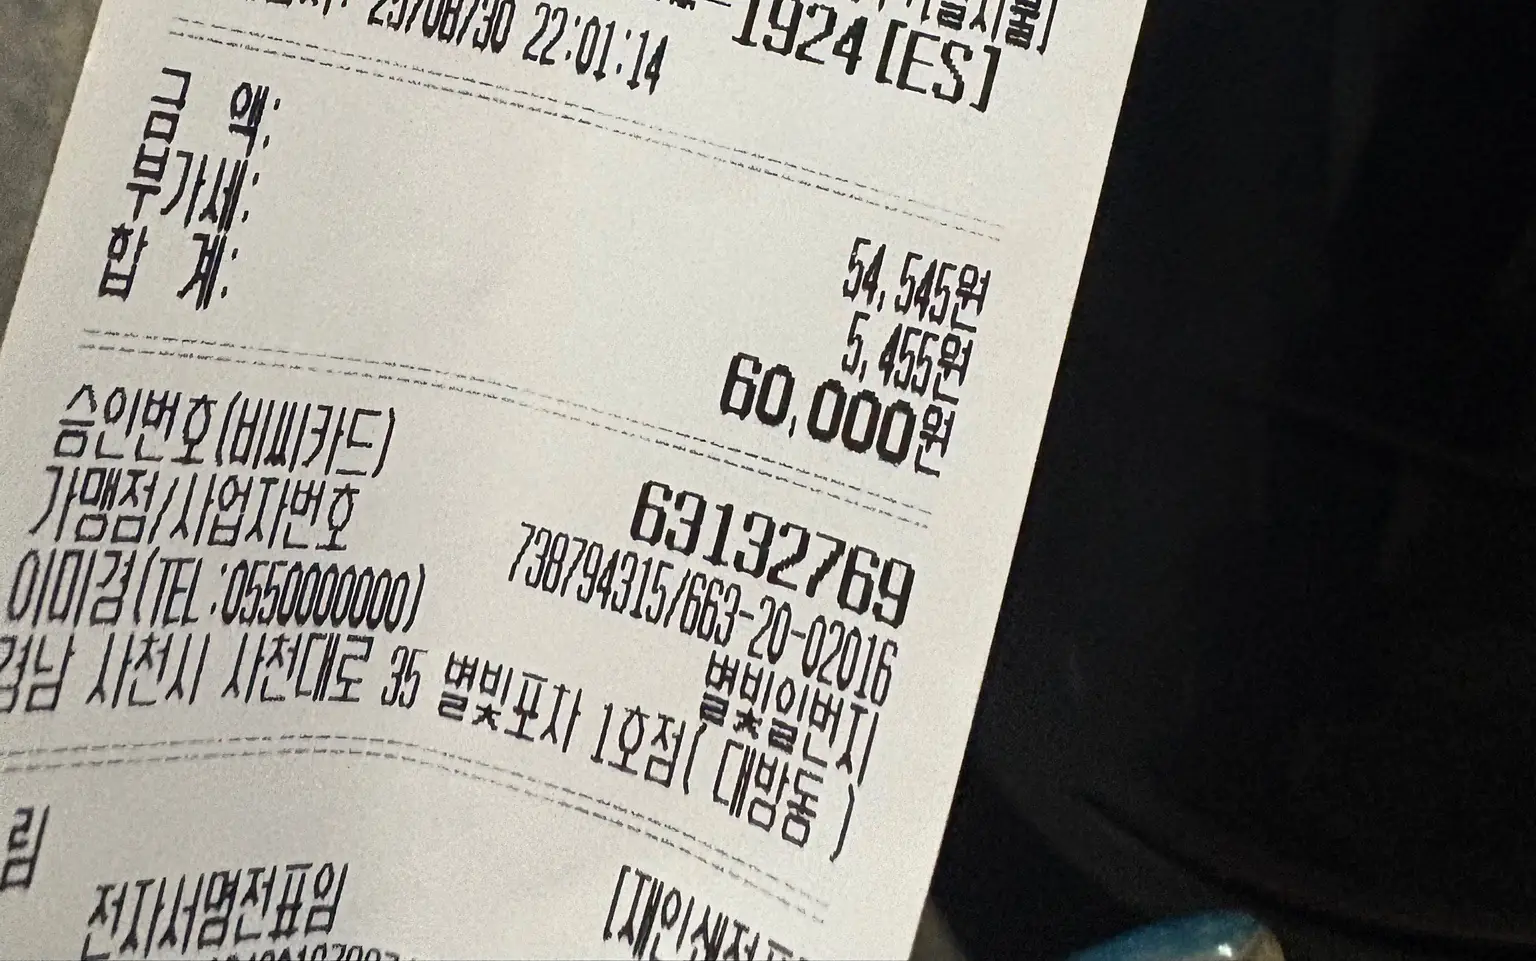 1924[ES]
25/08/30 22:01:14
금 액: 54,545원
부가세: 5,455원
합 계: 60,000원
승인번호(비씨카드) 63132769
가맹점/사업자번호 738794315/663-20-02016
이미경(TEL:0550000000) 별빛일번지
경남 사천시 사천대로 35 별빛포차 1호점( 대방동 )
림
전자서명전표임